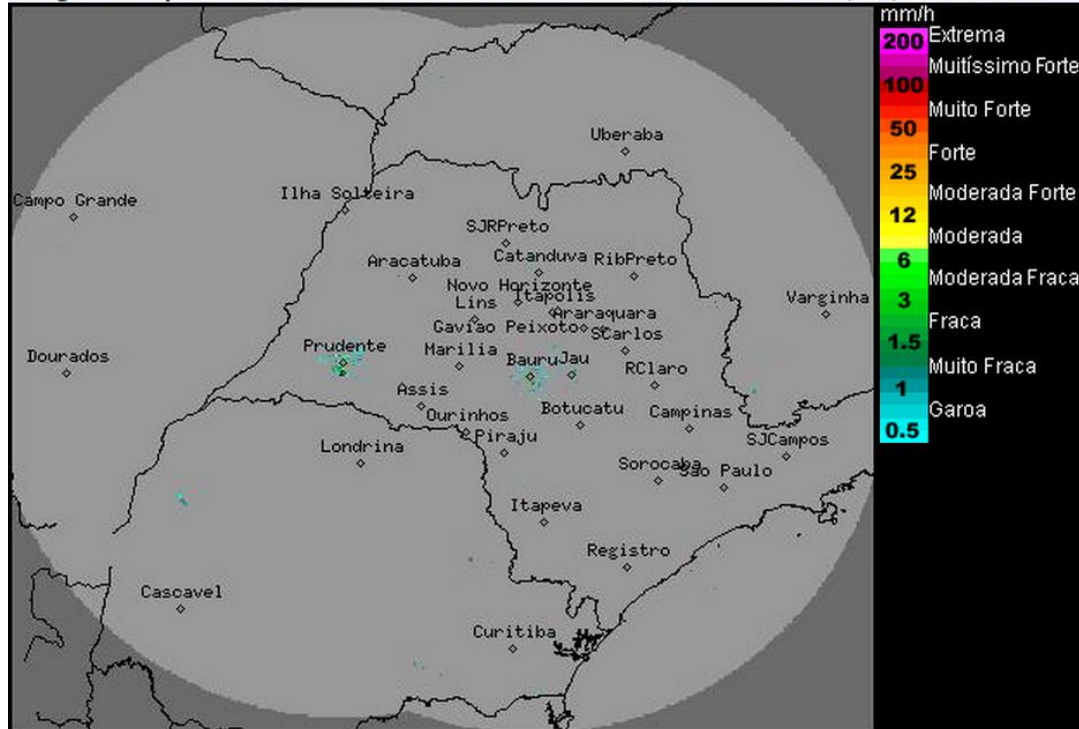 mm/h
200 Extrema
Muitíssimo Forte
100
Muito Forte
50
Forte
25
Moderada Forte
12
Moderada
6
Moderada Fraca
3
Fraca
1.5
Muito Fraca
1
Garoa
0.5
Uberaba
Campo Grande
Ilha Solteira
SJRPreto
Catanduva
RibPreto
Aracatuba
Novo Horizonte
Itapolis
Lins
Araraquara
Varginha
Gaviao Peixoto
SCarlos
Prudente
Dourados
Marilia
Bauru
Jau
RClaro
Assis
Botucatu
Campinas
Ourinhos
Piraju
SJCampos
Londrina
Sorocaba
Sao Paulo
Itapeva
Registro
Cascavel
Curitiba